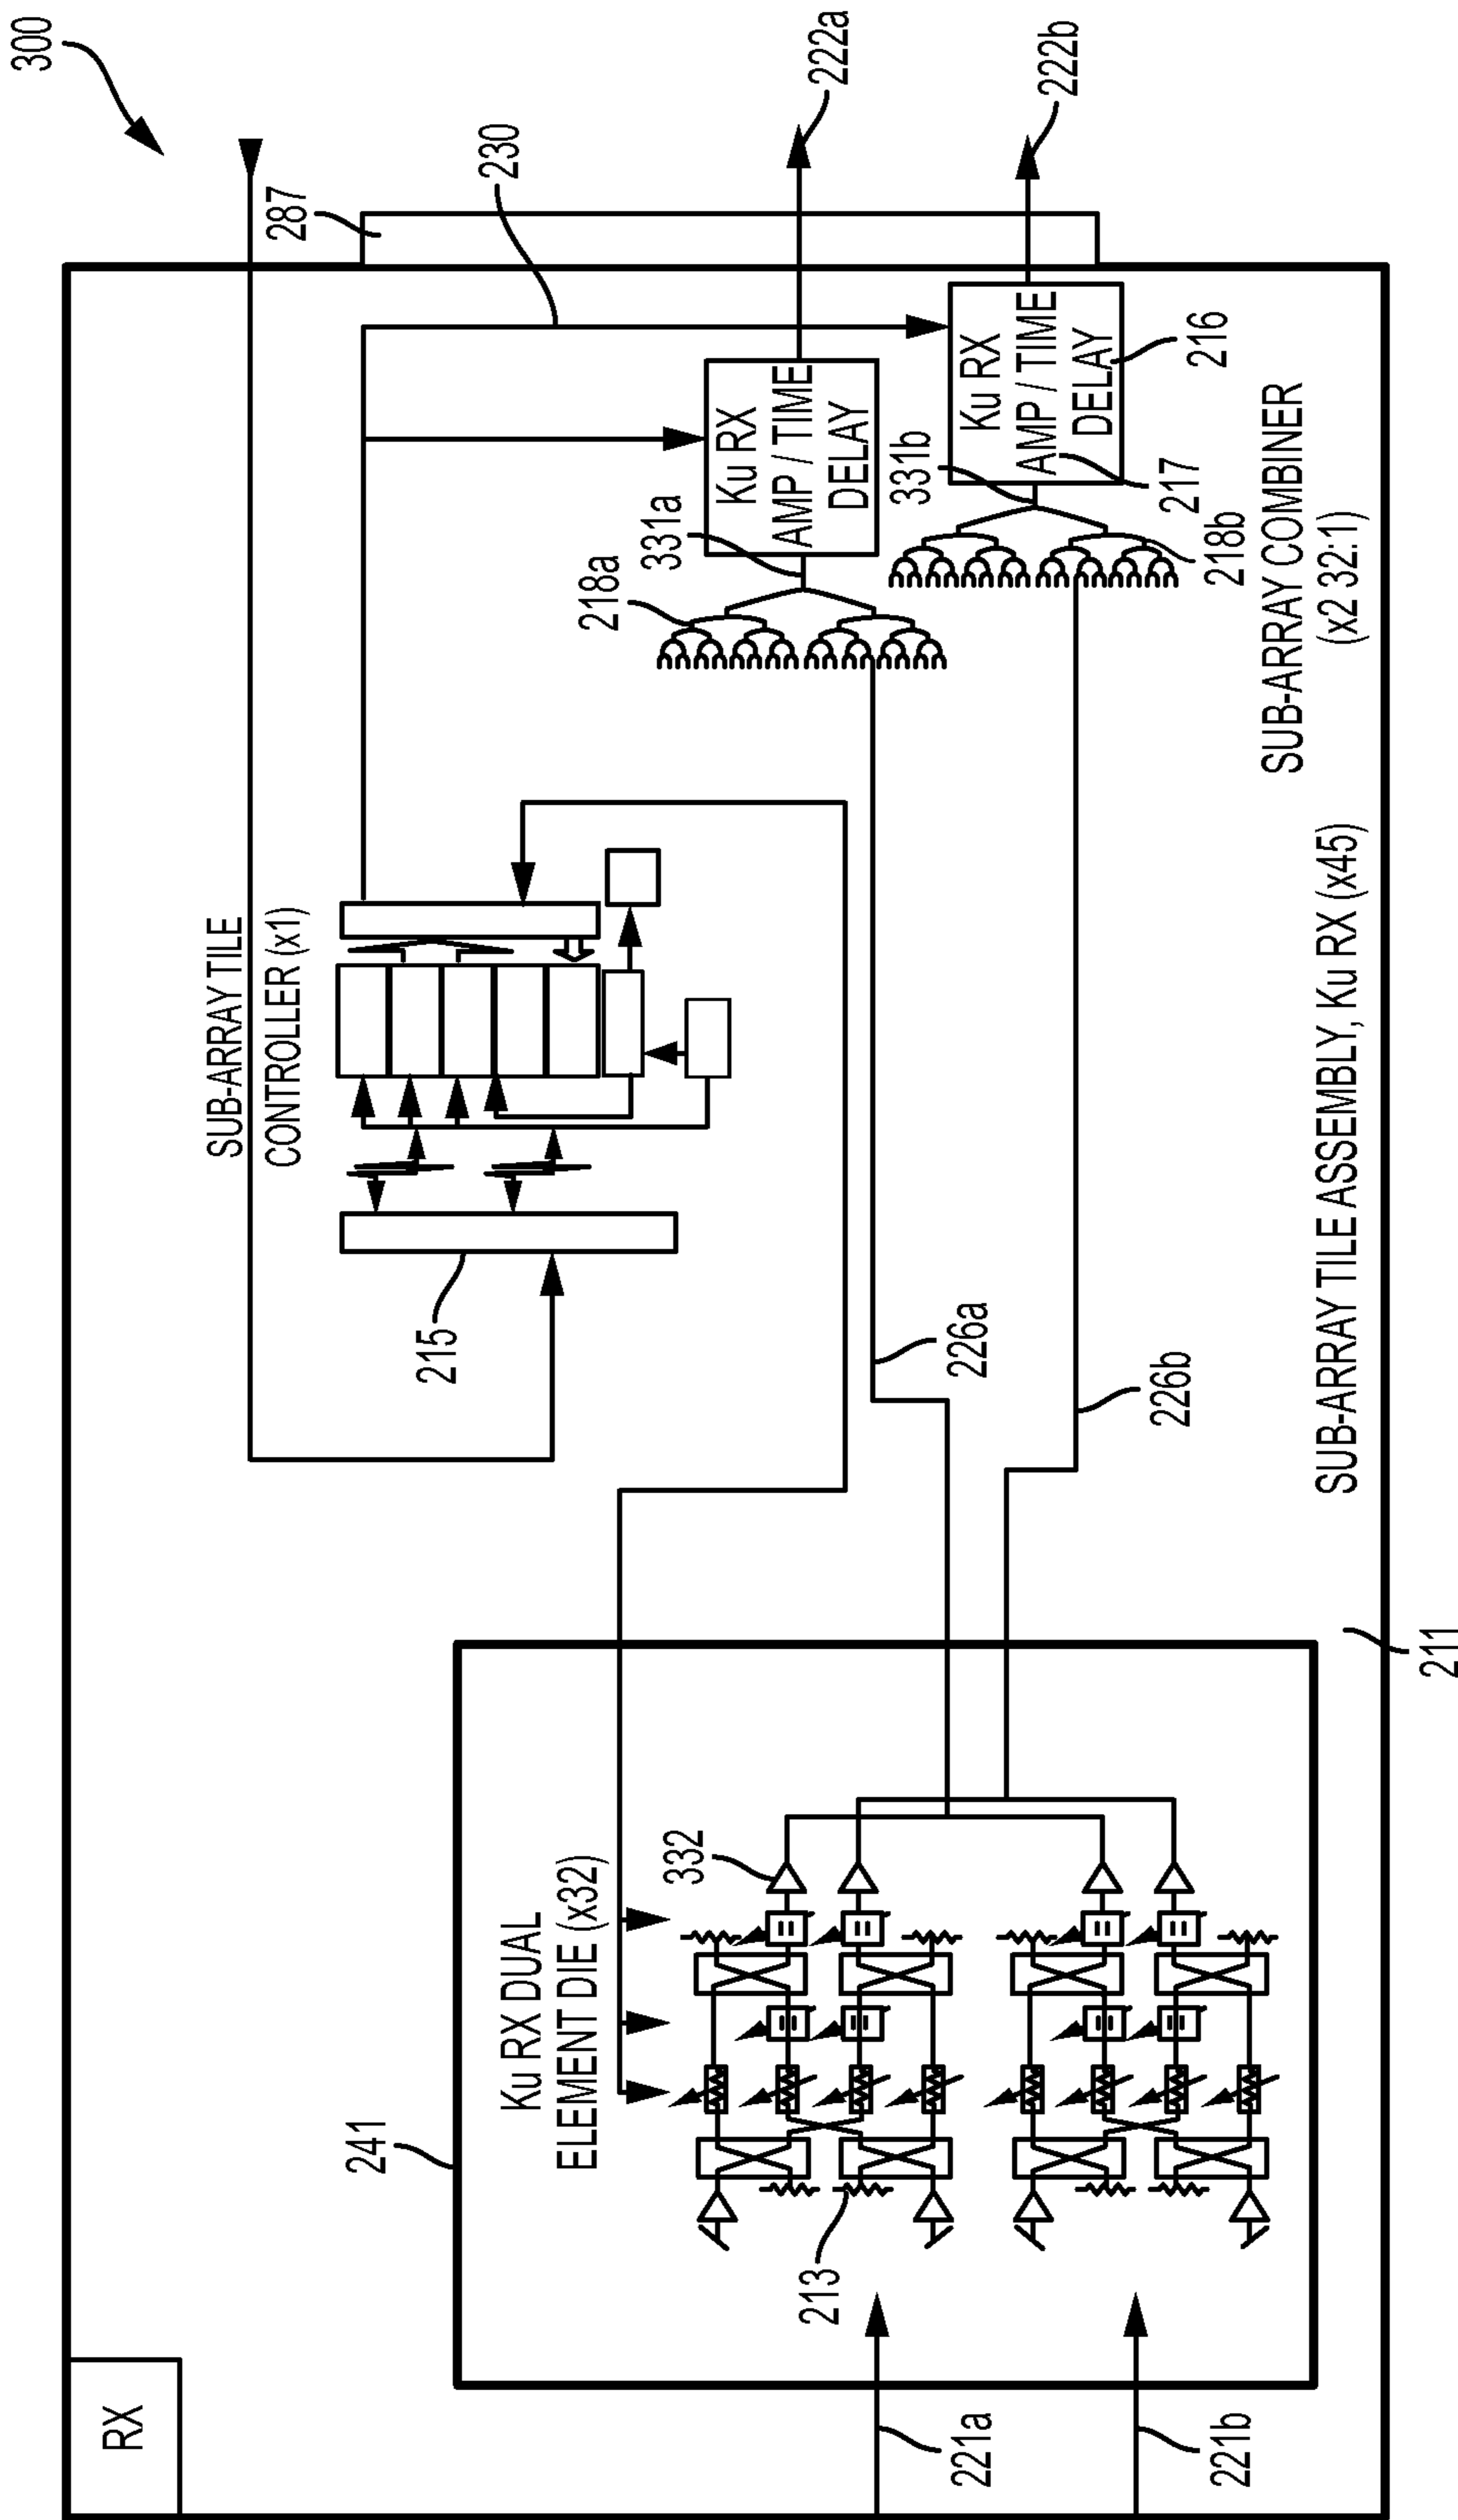 300
RX
SUB-ARRAY TILE
CONTROLLER (x1)
287
230
222a
222b
215
Ku RX
AMP / TIME
DELAY
Ku RX
AMP / TIME
DELAY
216
217
331a
331b
218a
218b
SUB-ARRAY COMBINER
(x2 32:1)
241
Ku RX DUAL
ELEMENT DIE (x32)
332
213
226a
226b
221a
221b
SUB-ARRAY TILE ASSEMBLY, Ku RX (x45)
211